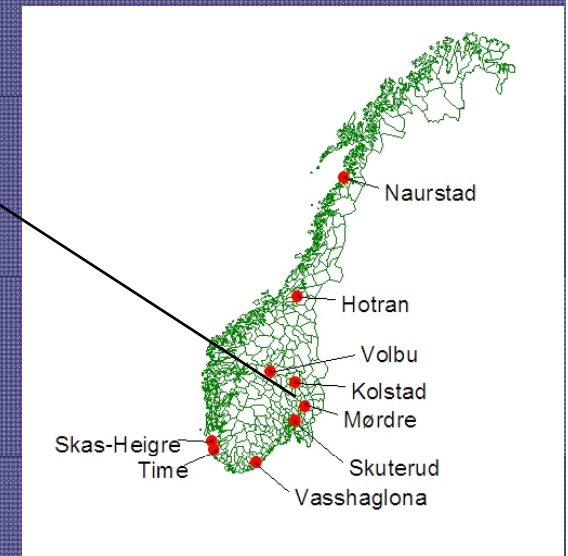 Naurstad
Hotran
Volbu
Kolstad
Mørdre
Skas-Heigre
Time
Skuterud
Vasshaglona